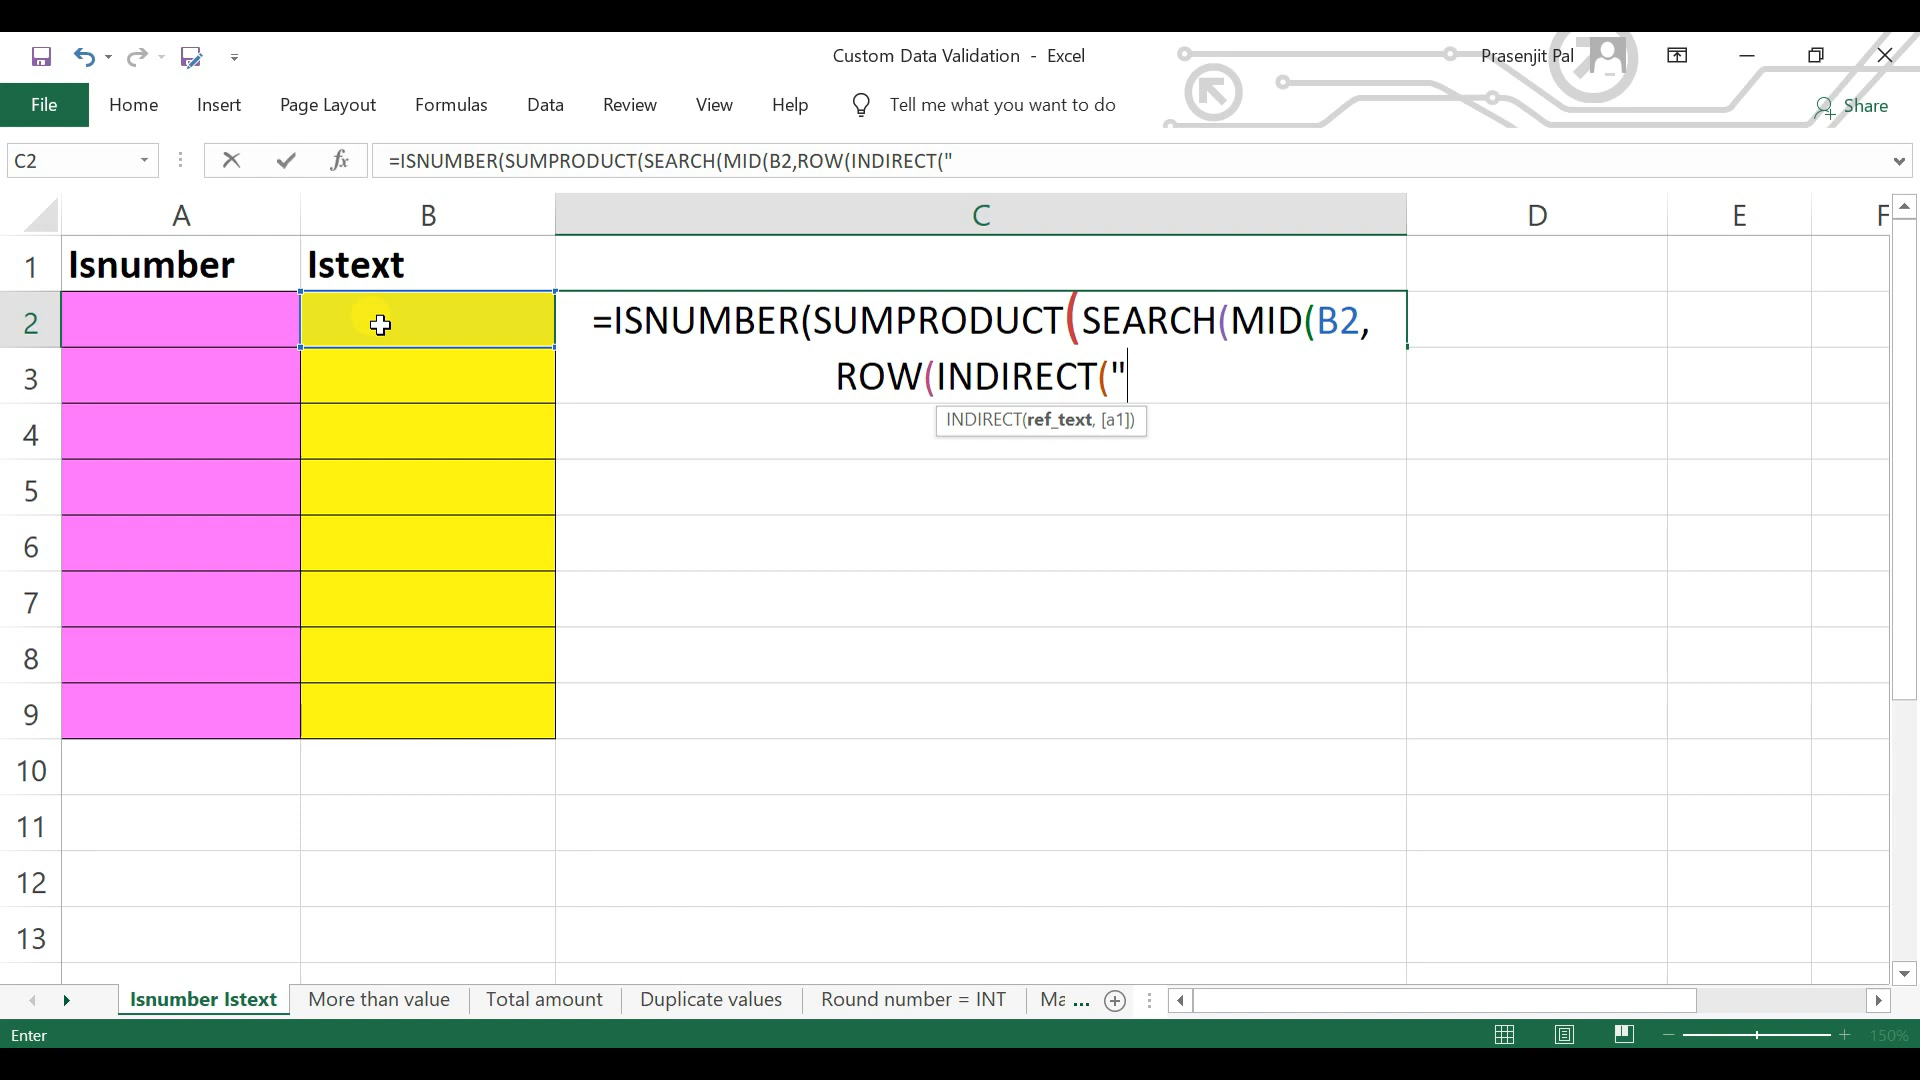 Custom Data Validation - Excel
Prasenjit Pal
File Home Insert Page Layout Formulas Data Review View Help Tell me what you want to do
Share
C2
fx
=ISNUMBER(SUMPRODUCT(SEARCH(MID(B2,ROW(INDIRECT("
A B C D E F
1 Isnumber Istext
2 =ISNUMBER(SUMPRODUCT(SEARCH(MID(B2,
3 ROW(INDIRECT("
INDIRECT(ref_text, [a1])
4
5
6
7
8
9
10
11
12
13
Isnumber Istext More than value Total amount Duplicate values Round number = INT Ma ...
Enter
150%